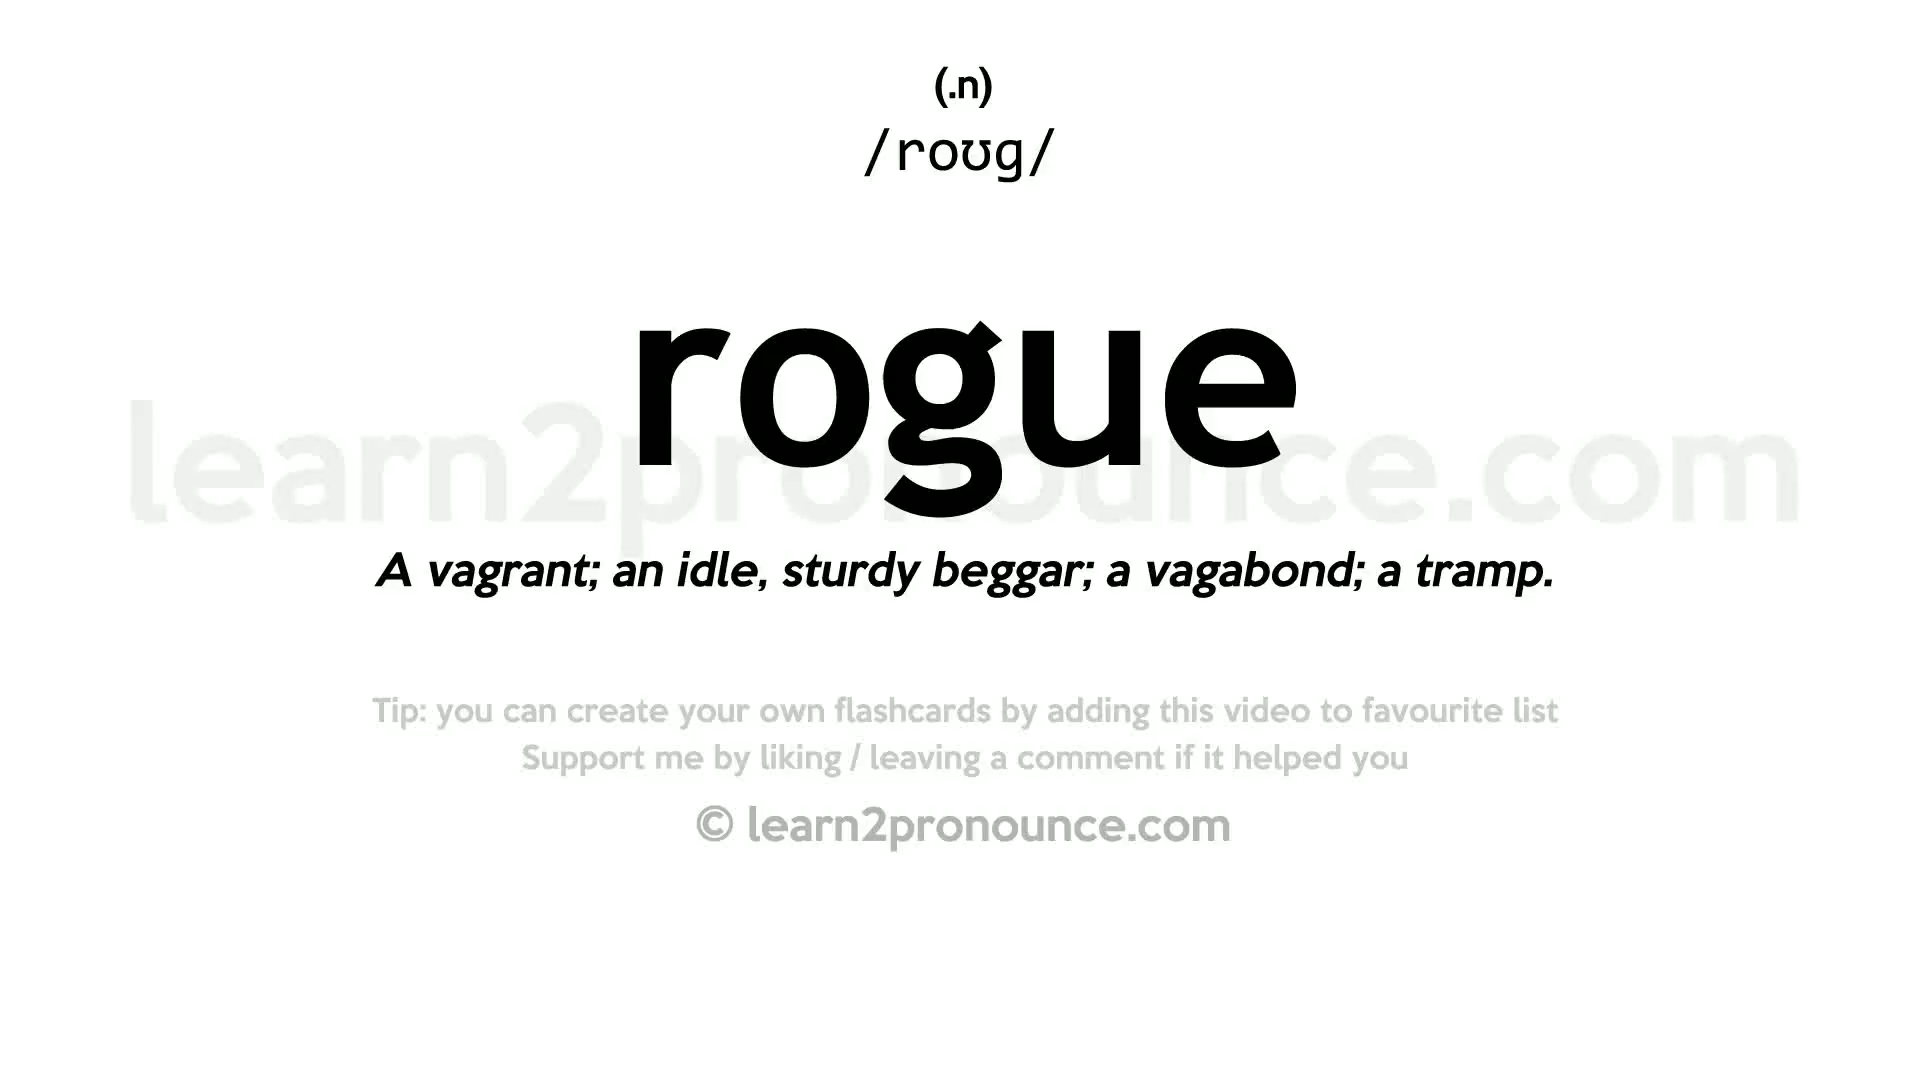 (.n)
/roʊg/
rogue
learn2pronounce.com
A vagrant; an idle, sturdy beggar; a vagabond; a tramp.
Tip: you can create your own flashcards by adding this video to favourite list
Support me by liking / leaving a comment if it helped you
© learn2pronounce.com